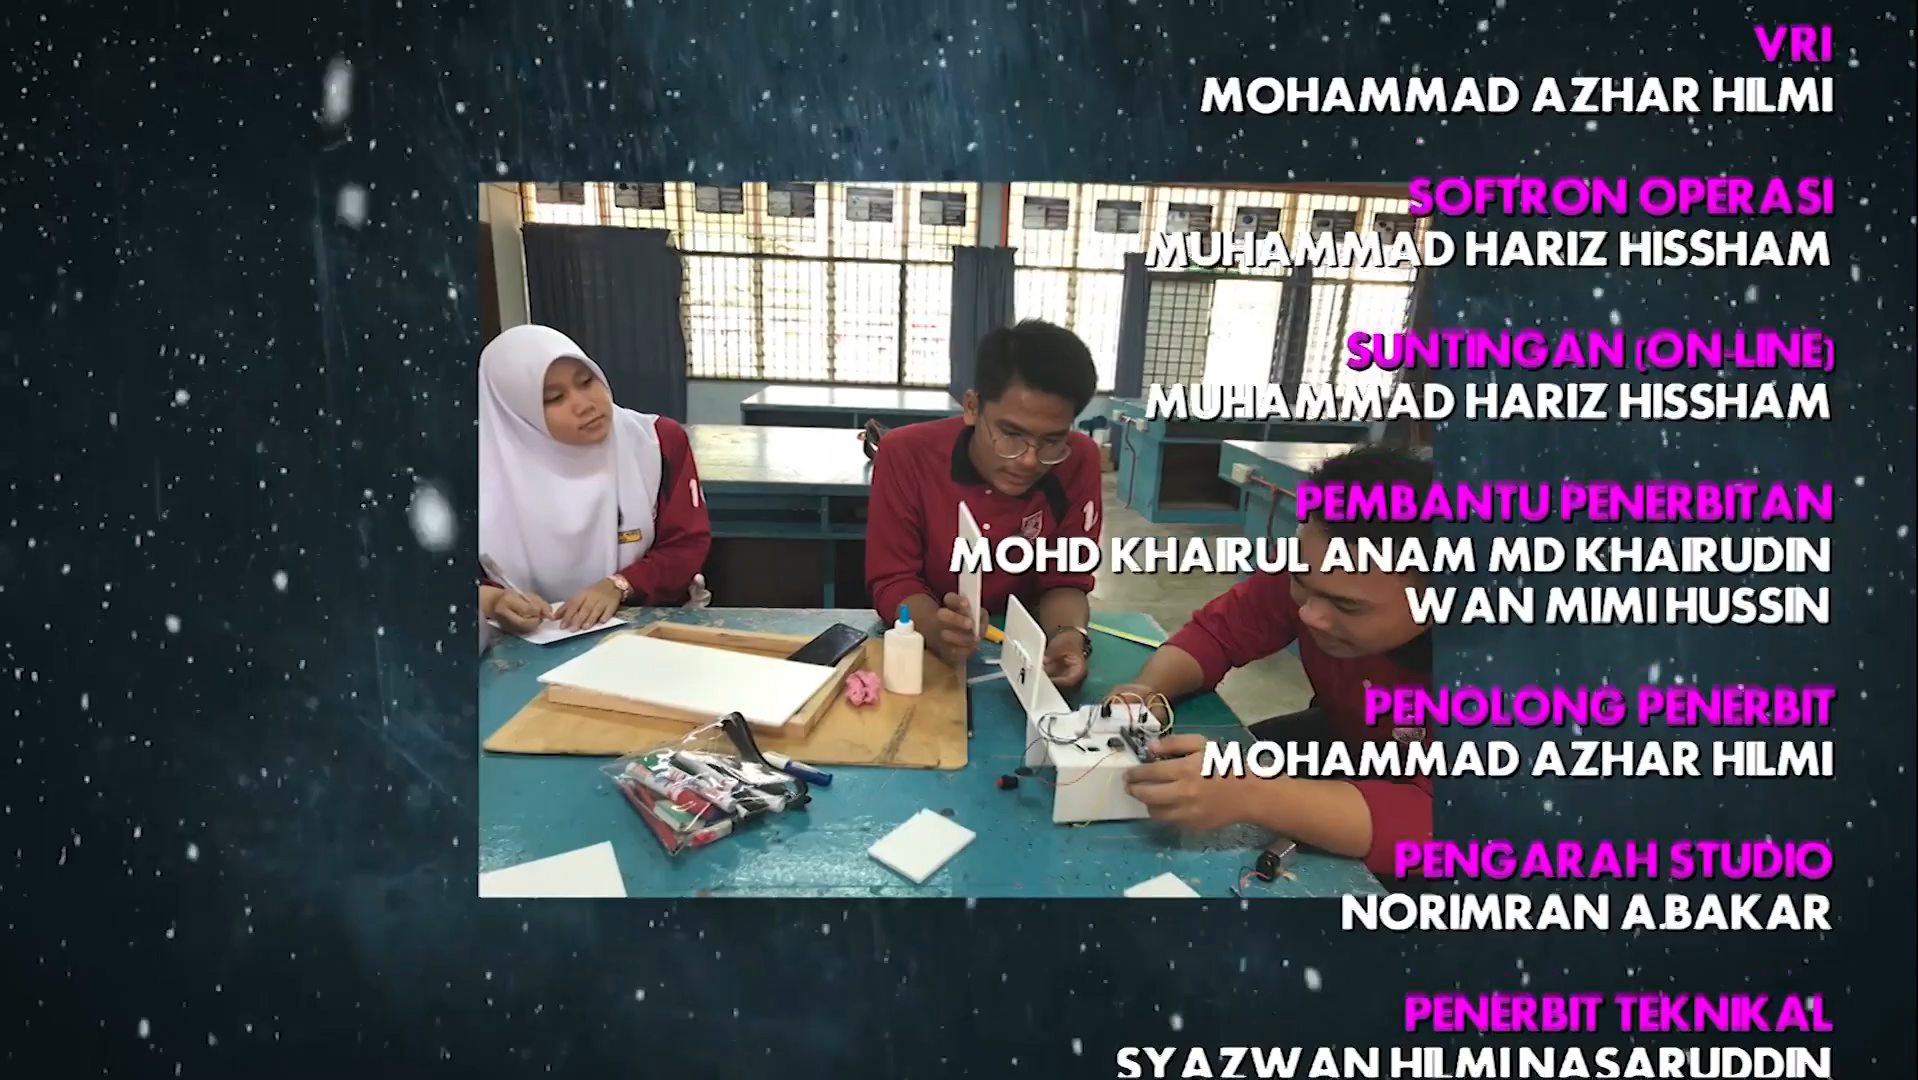 VRI
MOHAMMAD AZHAR HILMI
SOFTRON OPERASI
MUHAMMAD HARIZ HISSHAM
SUNTINGAN (ON-LINE)
MUHAMMAD HARIZ HISSHAM
PEMBANTU PENERBITAN
MOHD KHAIRUL ANAM MD KHAIRUDIN
WAN MIMI HUSSIN
PENOLONG PENERBIT
MOHAMMAD AZHAR HILMI
PENGARAH STUDIO
NORIMRAN A.BAKAR
PENERBIT TEKNIKAL
SYAZWAN HILMI NASARUDDIN